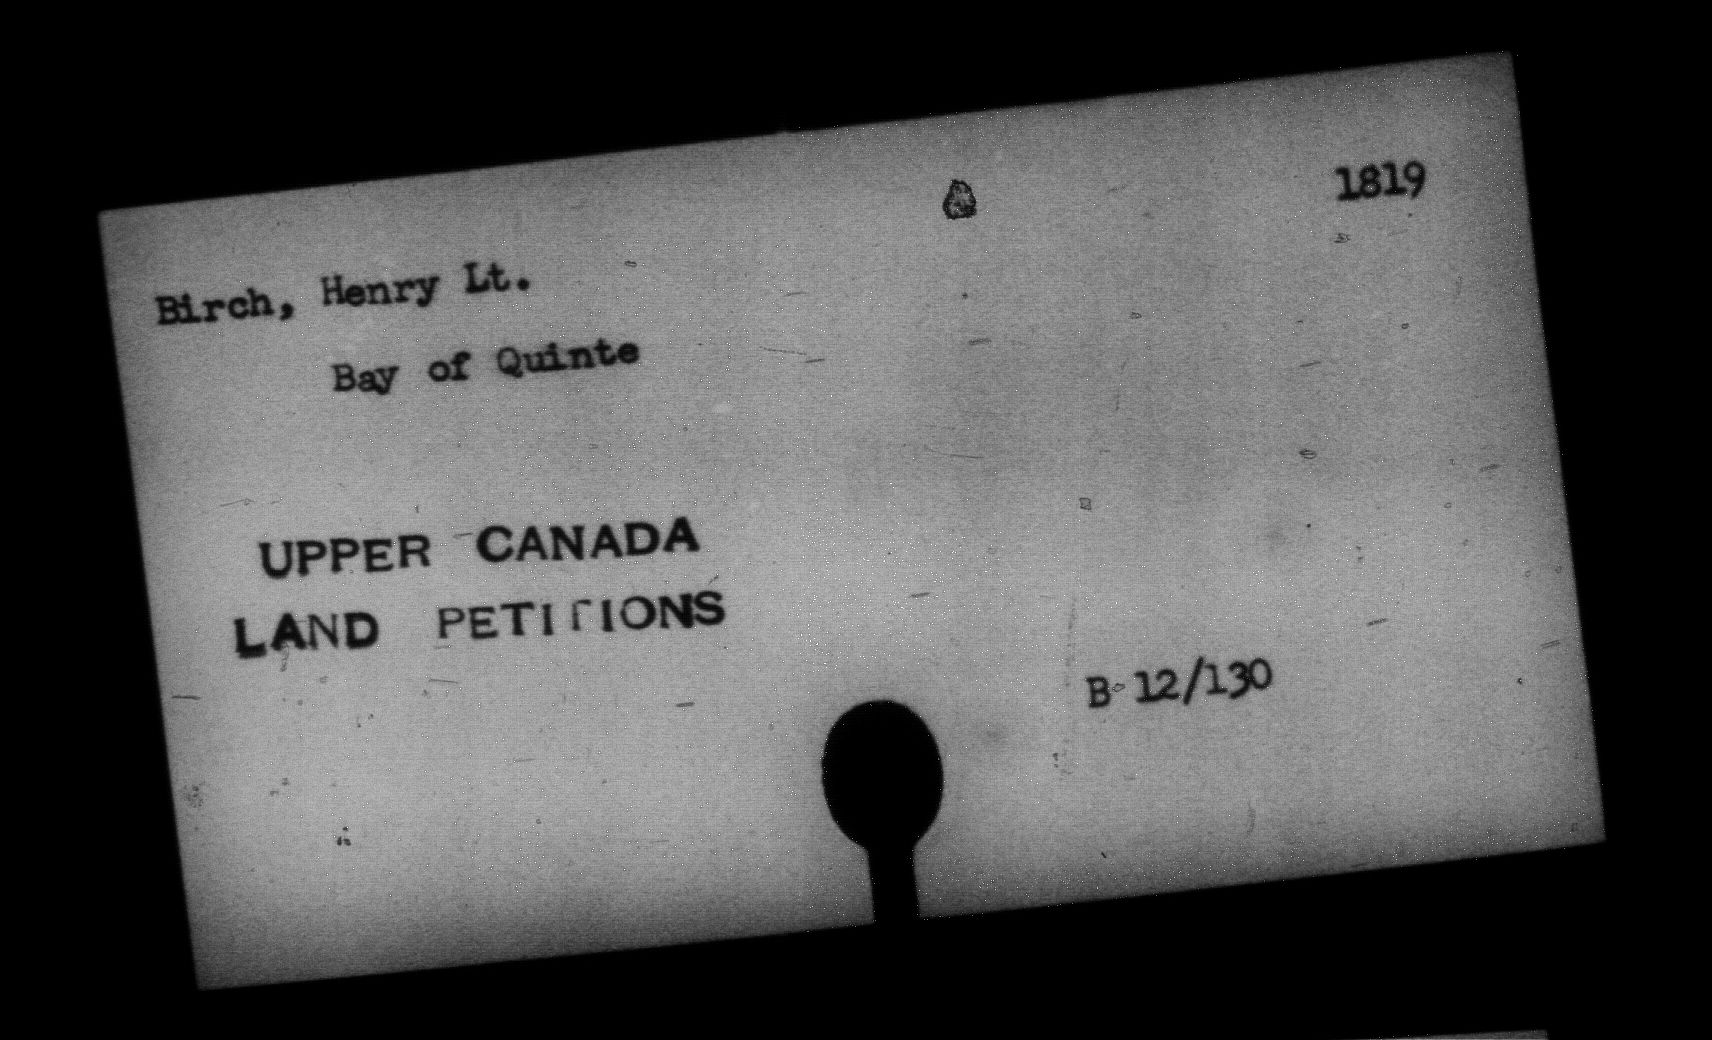 1819
Birch, Henry Lt.
Bay of Quinte
UPPER CANADA
LAND PETITIONS
B 12/130